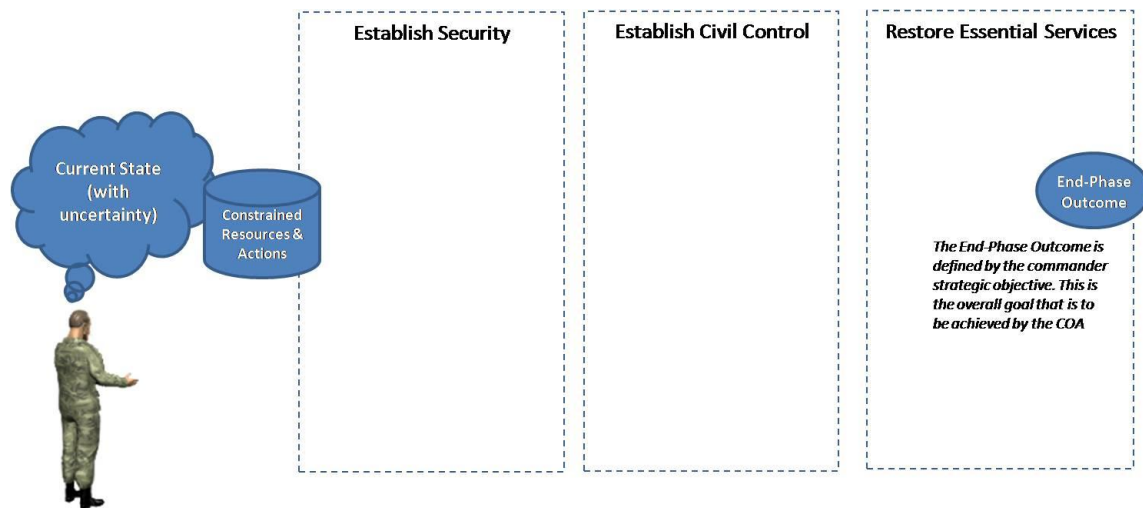 Establish Security
Establish Civil Control
Restore Essential Services
Current State
(with
uncertainty)
Constrained
Resources &
Actions
End-Phase
Outcome
The End-Phase Outcome is
defined by the commander
strategic objective. This is
the overall goal that is to
be achieved by the COA